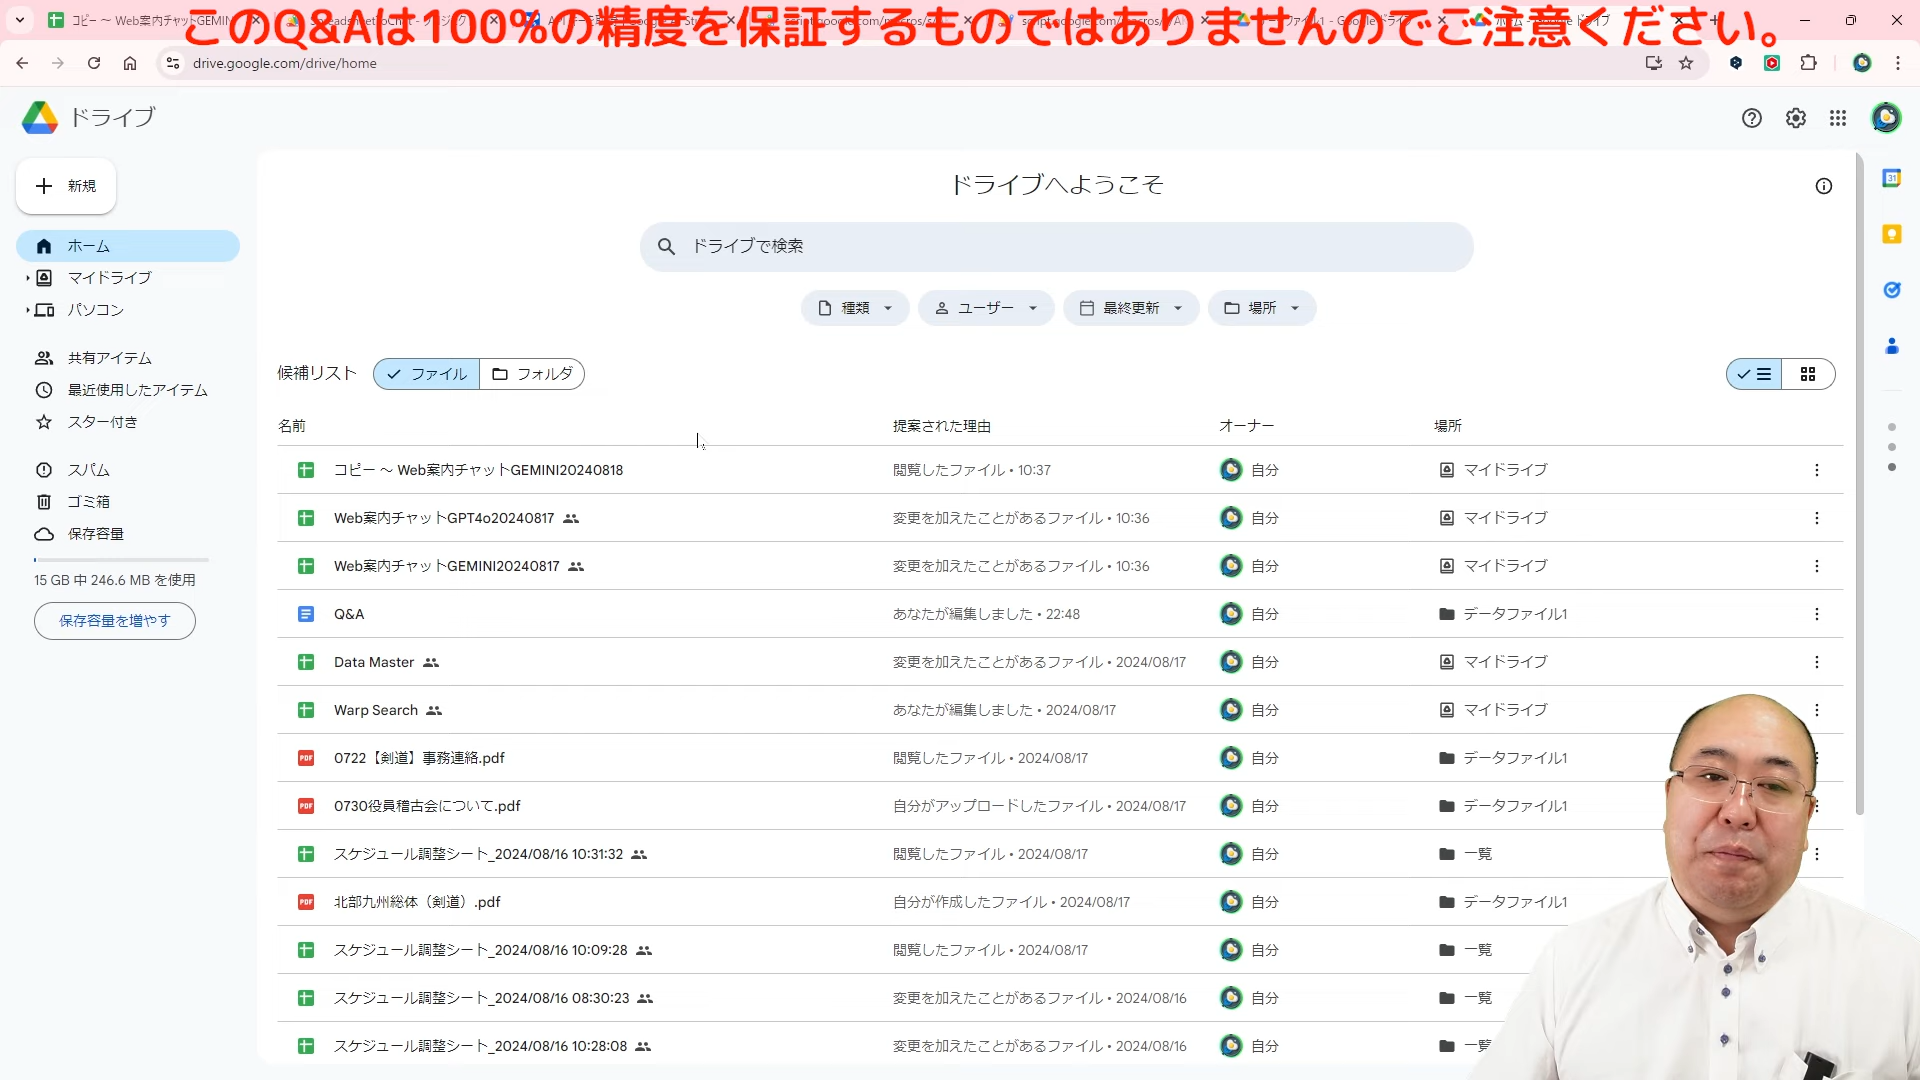 このQ&Aは100%の精度を保証するものではありませんのでご注意ください。
コピー ～ Web案内チャットGEMINI
drive.google.com/drive/home
ドライブ
新規
ホーム
マイドライブ
パソコン
共有アイテム
最近使用したアイテム
スター付き
スパム
ゴミ箱
保存容量
15 GB 中 246.6 MB を使用
保存容量を増やす
ドライブへようこそ
ドライブで検索
種類 ユーザー 最終更新 場所
候補リスト ファイル フォルダ
名前 提案された理由 オーナー 場所
コピー ～ Web案内チャットGEMINI20240818 閲覧したファイル • 10:37 自分 マイドライブ
Web案内チャットGPT4o20240817 変更を加えたことがあるファイル • 10:36 自分 マイドライブ
Web案内チャットGEMINI20240817 変更を加えたことがあるファイル • 10:36 自分 マイドライブ
Q&A あなたが編集しました • 22:48 自分 データファイル1
Data Master 変更を加えたことがあるファイル • 2024/08/17 自分 マイドライブ
Warp Search あなたが編集しました • 2024/08/17 自分 マイドライブ
PDF 0722【剣道】事務連絡.pdf 閲覧したファイル • 2024/08/17 自分 データファイル1
PDF 0730役員稽古会について.pdf 自分がアップロードしたファイル • 2024/08/17 自分 データファイル1
スケジュール調整シート_2024/08/16 10:31:32 閲覧したファイル • 2024/08/17 自分 一覧
PDF 北部九州総体（剣道）.pdf 自分が作成したファイル • 2024/08/17 自分 データファイル1
スケジュール調整シート_2024/08/16 10:09:28 閲覧したファイル • 2024/08/17 自分 一覧
スケジュール調整シート_2024/08/16 08:30:23 変更を加えたことがあるファイル • 2024/08/16 自分 一覧
スケジュール調整シート_2024/08/16 10:28:08 変更を加えたことがあるファイル • 2024/08/16 自分 一覧
31